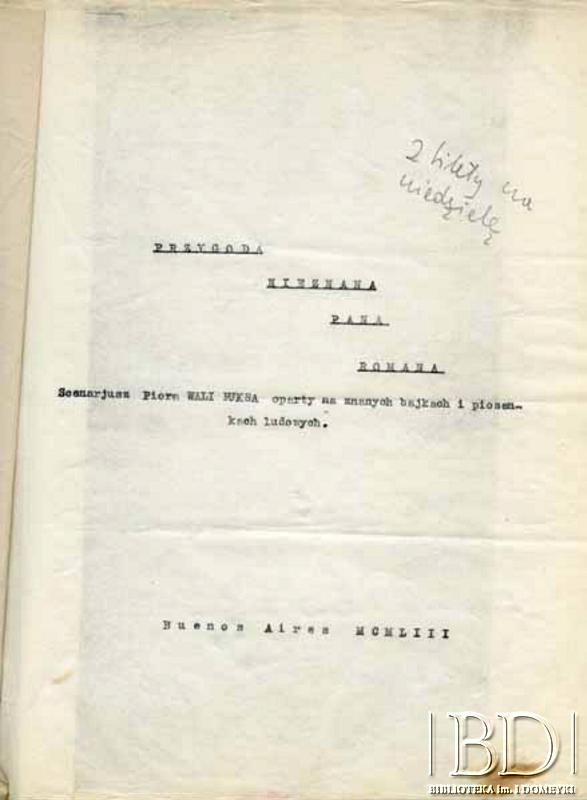 2 bilety na
niedzielę
PRZYGODA
NIEZNANA
PANA
ROMANA
Scenarjusz Piora WALI BUKSA oparty na znanych bajkach i piosen-
kach ludowych.
Buenos Aires MCMLIII
|BD|
BIBLIOTEKA im. I DOMEYKI